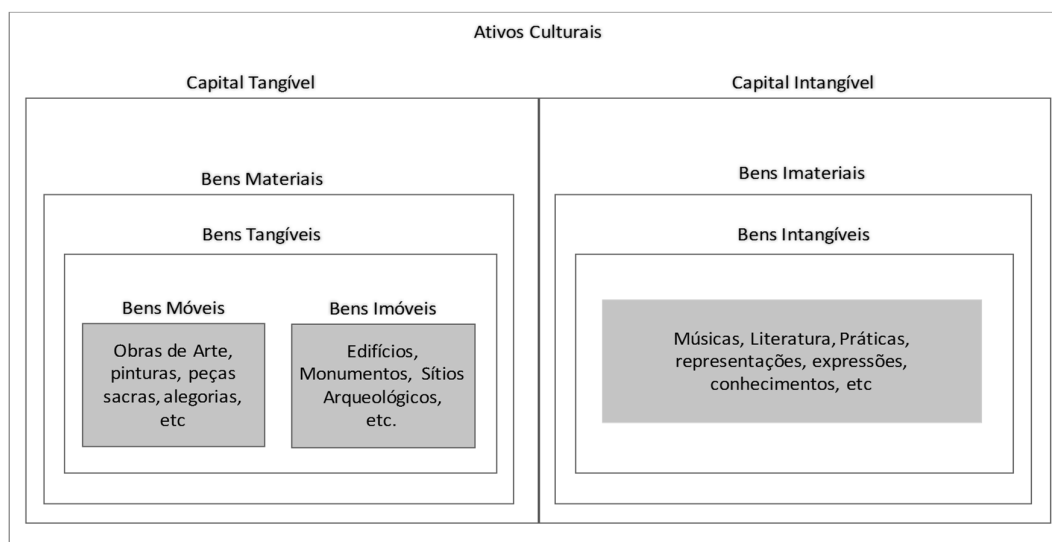 Ativos Culturais
Capital Tangível
Capital Intangível
Bens Materiais
Bens Imateriais
Bens Tangíveis
Bens Intangíveis
Bens Móveis
Bens Imóveis
Obras de Arte,
pinturas, peças
sacras, alegorias,
etc
Edifícios,
Monumentos, Sítios
Arqueológicos,
etc.
Músicas, Literatura, Práticas,
representações, expressões,
conhecimentos, etc